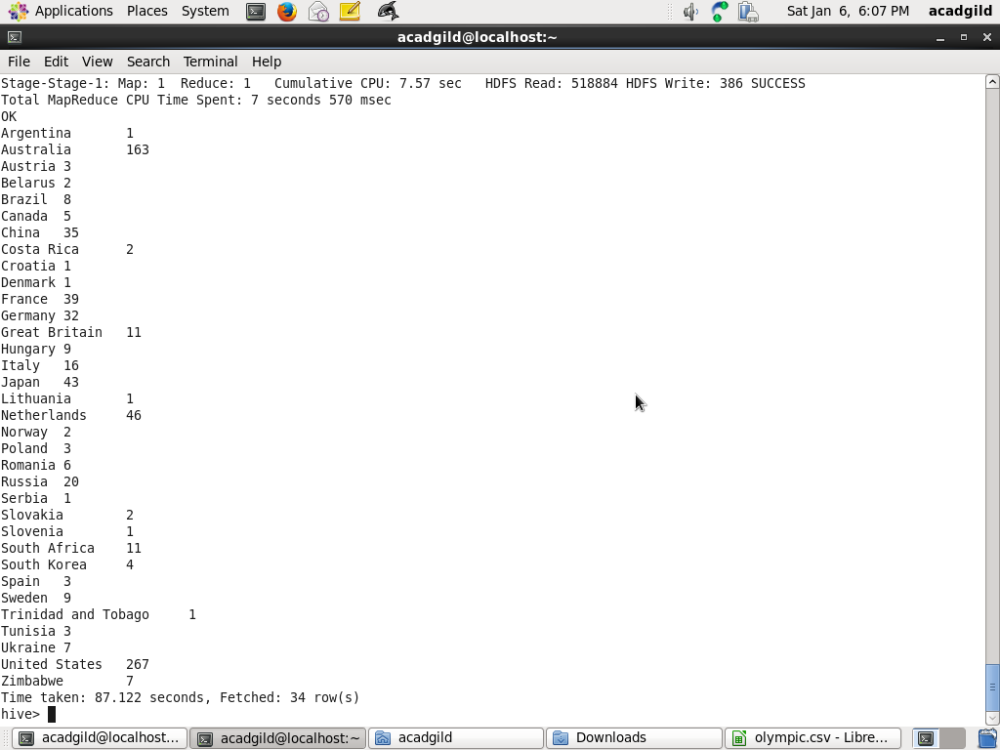 Applications Places System Sat Jan 6, 6:07 PM acadgild
acadgild@localhost:~
File Edit View Search Terminal Help
Stage-Stage-1: Map: 1  Reduce: 1   Cumulative CPU: 7.57 sec   HDFS Read: 518884 HDFS Write: 386 SUCCESS
Total MapReduce CPU Time Spent: 7 seconds 570 msec
OK
Argentina	1
Australia	163
Austria	3
Belarus	2
Brazil	8
Canada	5
China	35
Costa Rica	2
Croatia	1
Denmark	1
France	39
Germany	32
Great Britain	11
Hungary	9
Italy	16
Japan	43
Lithuania	1
Netherlands	46
Norway	2
Poland	3
Romania	6
Russia	20
Serbia	1
Slovakia	2
Slovenia	1
South Africa	11
South Korea	4
Spain	3
Sweden	9
Trinidad and Tobago	1
Tunisia	3
Ukraine	7
United States	267
Zimbabwe	7
Time taken: 87.122 seconds, Fetched: 34 row(s)
hive>
acadgild@localhost... acadgild@localhost:~ acadgild Downloads olympic.csv - Libre...